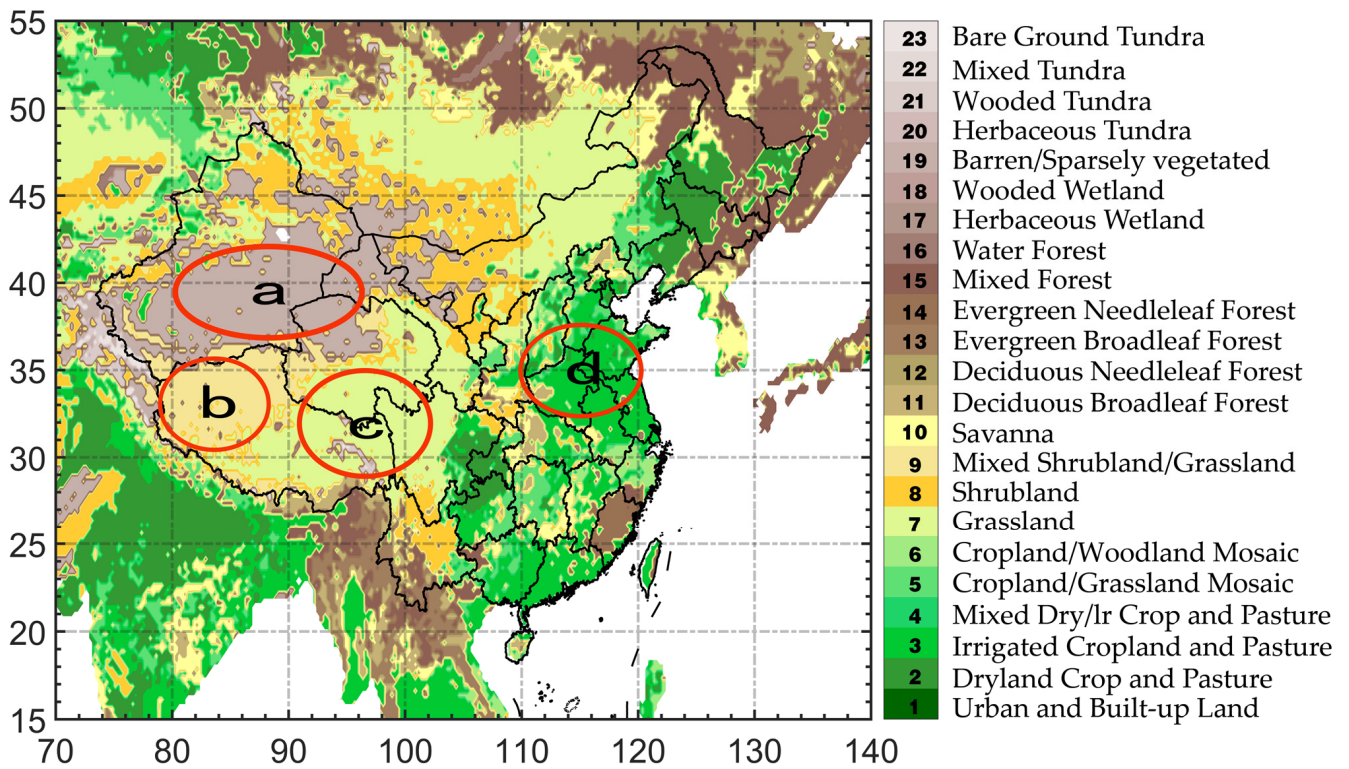 55
50
45
40
35
30
25
20
15
70 80 90 100 110 120 130 140
a
b
c
d
23 Bare Ground Tundra
22 Mixed Tundra
21 Wooded Tundra
20 Herbaceous Tundra
19 Barren/Sparsely vegetated
18 Wooded Wetland
17 Herbaceous Wetland
16 Water Forest
15 Mixed Forest
14 Evergreen Needleleaf Forest
13 Evergreen Broadleaf Forest
12 Deciduous Needleleaf Forest
11 Deciduous Broadleaf Forest
10 Savanna
9 Mixed Shrubland/Grassland
8 Shrubland
7 Grassland
6 Cropland/Woodland Mosaic
5 Cropland/Grassland Mosaic
4 Mixed Dry/lr Crop and Pasture
3 Irrigated Cropland and Pasture
2 Dryland Crop and Pasture
1 Urban and Built-up Land